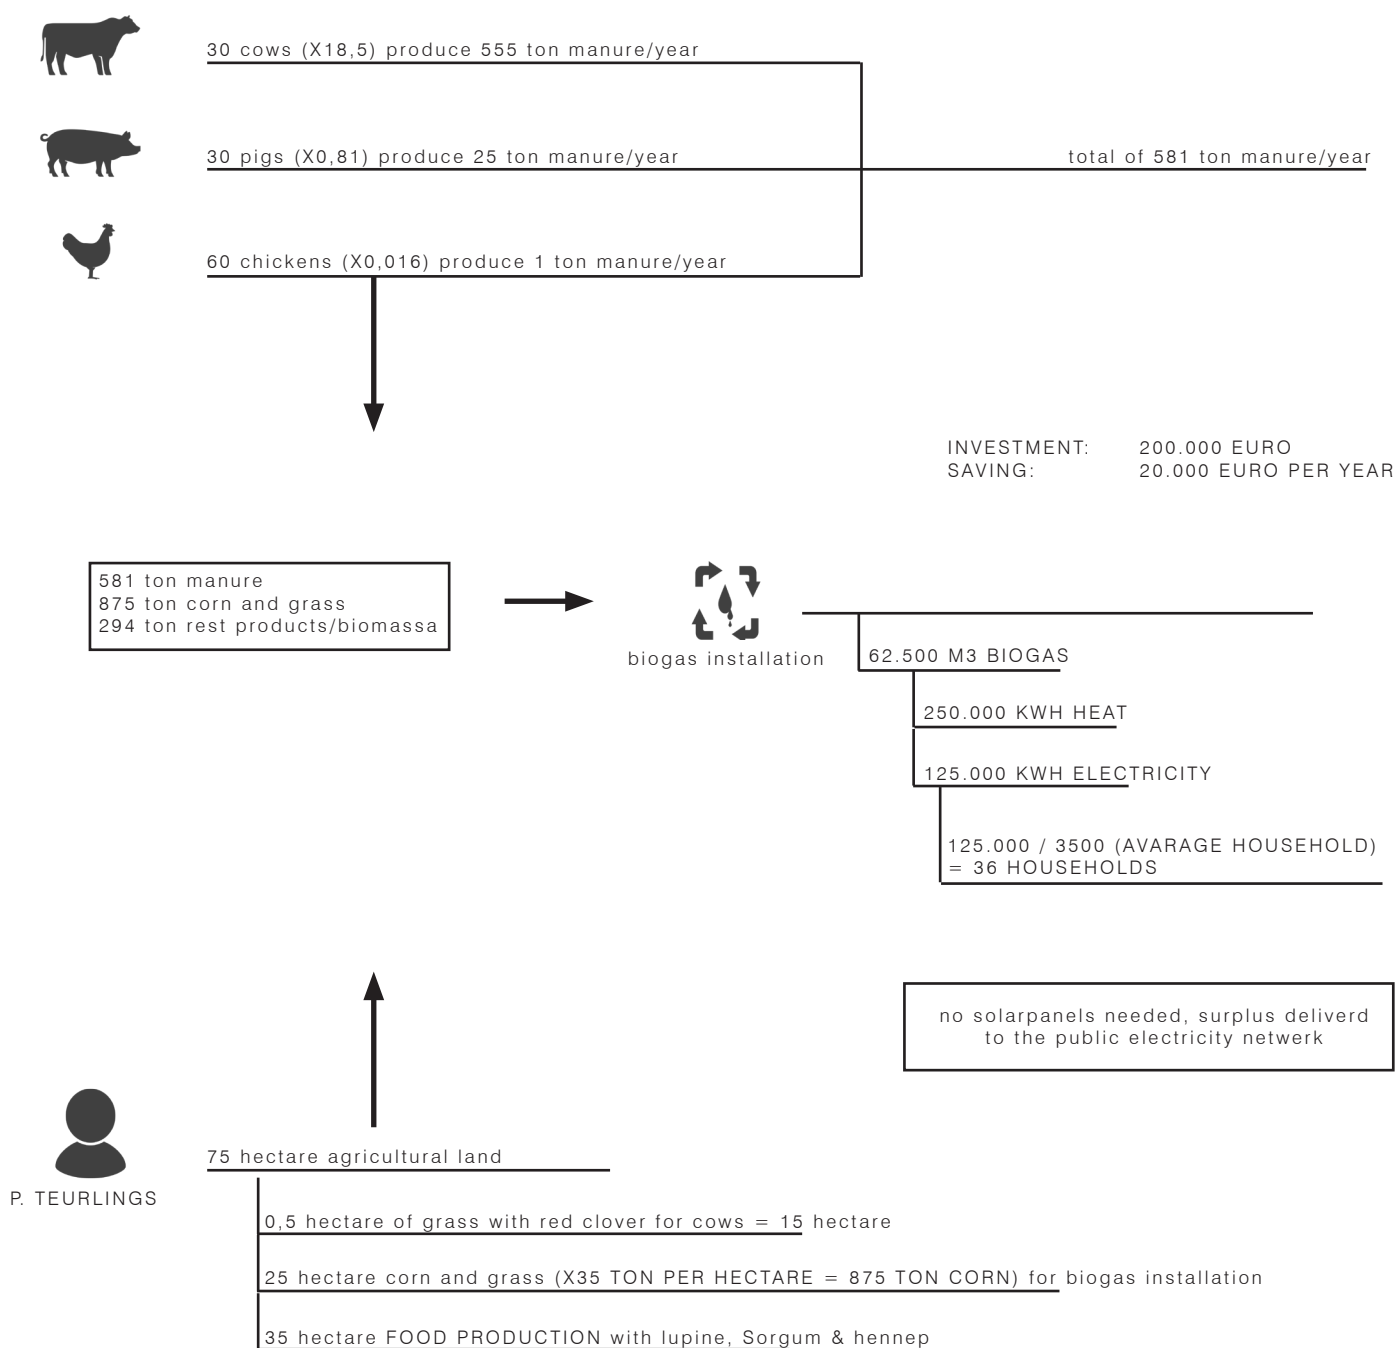 30 cows (X18,5) produce 555 ton manure/year
30 pigs (X0,81) produce 25 ton manure/year
total of 581 ton manure/year
60 chickens (X0,016) produce 1 ton manure/year
INVESTMENT: 200.000 EURO
SAVING: 20.000 EURO PER YEAR
581 ton manure
875 ton corn and grass
294 ton rest products/biomassa
biogas installation
62.500 M3 BIOGAS
250.000 KWH HEAT
125.000 KWH ELECTRICITY
125.000 / 3500 (AVARAGE HOUSEHOLD)
= 36 HOUSEHOLDS
no solarpanels needed, surplus deliverd
to the public electricity netwerk
P. TEURLINGS
75 hectare agricultural land
0,5 hectare of grass with red clover for cows = 15 hectare
25 hectare corn and grass (X35 TON PER HECTARE = 875 TON CORN) for biogas installation
35 hectare FOOD PRODUCTION with lupine, Sorgum & hennep